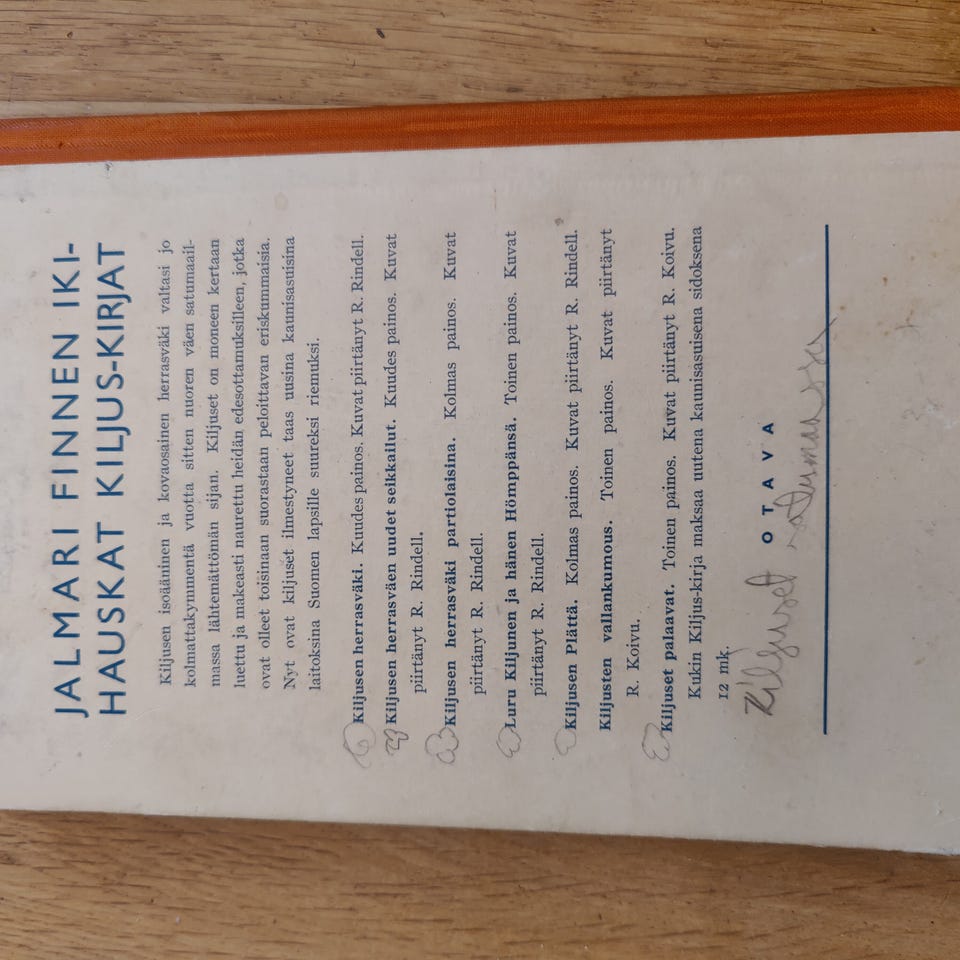 JALMARI FINNEN IKI-
HAUSKAT KILJUS-KIRJAT
Kiljusen isoääninen ja kovaosainen herrasväki valtasi jo
kolmattakymmentä vuotta sitten nuoren väen satumaail-
massa lähtemättömän sijan. Kiljuset on moneen kertaan
luettu ja makeasti naurettu heidän edesottamuksilleen, jotka
ovat olleet toisinaan suorastaan peloittavan eriskummaisia.
Nyt ovat kiljuset ilmestyneet taas uusina kaunisasuisina
laitoksina Suomen lapsille suureksi riemuksi.
Kiljusen herrasväki. Kuudes painos. Kuvat piirtänyt R. Rindell.
Kiljusen herrasväen uudet seikkailut. Kuudes painos. Kuvat
piirtänyt R. Rindell.
Kiljusen herrasväki partiolaisina. Kolmas painos. Kuvat
piirtänyt R. Rindell.
Luru Kiljunen ja hänen Hömppänsä. Toinen painos. Kuvat
piirtänyt R. Rindell.
Kiljusen Plättä. Kolmas painos. Kuvat piirtänyt R. Rindell.
Kiljusten vallankumous. Toinen painos. Kuvat piirtänyt
R. Koivu.
Kiljuset palaavat. Toinen painos. Kuvat piirtänyt R. Koivu.
Kukin Kiljus-kirja maksaa uutena kaunisasuisena sidoksena
12 mk.
OTAVA
Kiljuset